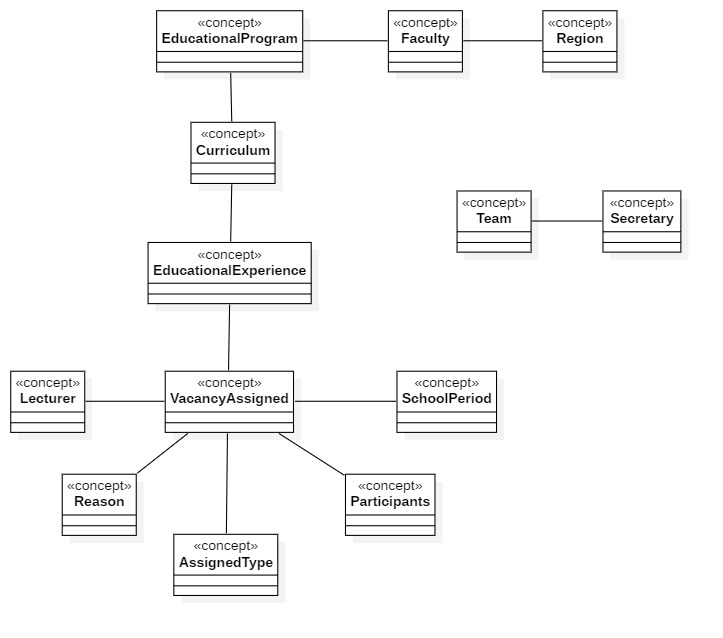 «concept»
EducationalProgram
«concept»
Faculty
«concept»
Region
«concept»
Curriculum
«concept»
Team
«concept»
Secretary
«concept»
EducationalExperience
«concept»
Lecturer
«concept»
VacancyAssigned
«concept»
SchoolPeriod
«concept»
Reason
«concept»
Participants
«concept»
AssignedType